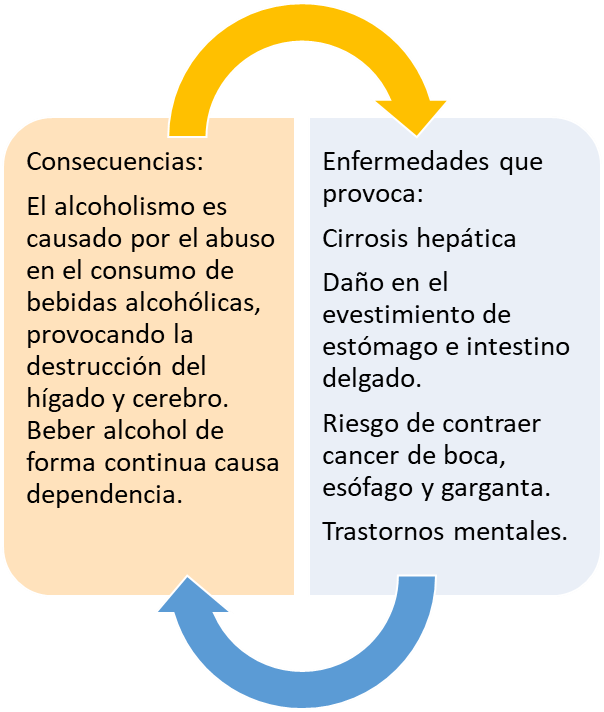 Consecuencias:
El alcoholismo es
causado por el abuso
en el consumo de
bebidas alcohólicas,
provocando la
destrucción del
hígado y cerebro.
Beber alcohol de
forma continua causa
dependencia.
Enfermedades que
provoca:
Cirrosis hepática
Daño en el
evestimiento de
estómago e intestino
delgado.
Riesgo de contraer
cancer de boca,
esófago y garganta.
Trastornos mentales.